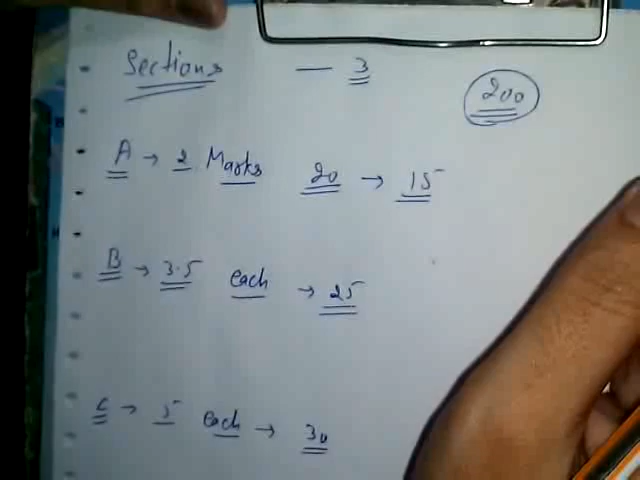 Sections — 3
200
A → 2 Marks 20 → 15
B → 3.5 each → 25
C → 5 each → 30